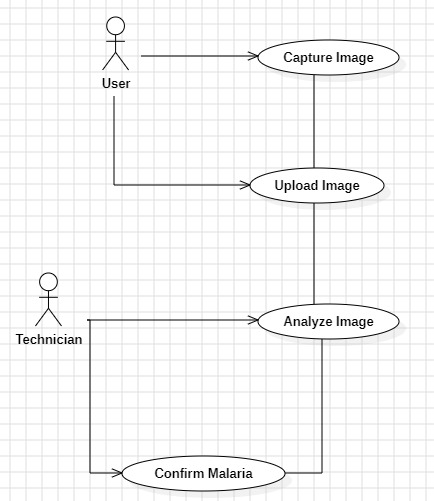 Capture Image
User
Upload Image
Analyze Image
Technician
Confirm Malaria